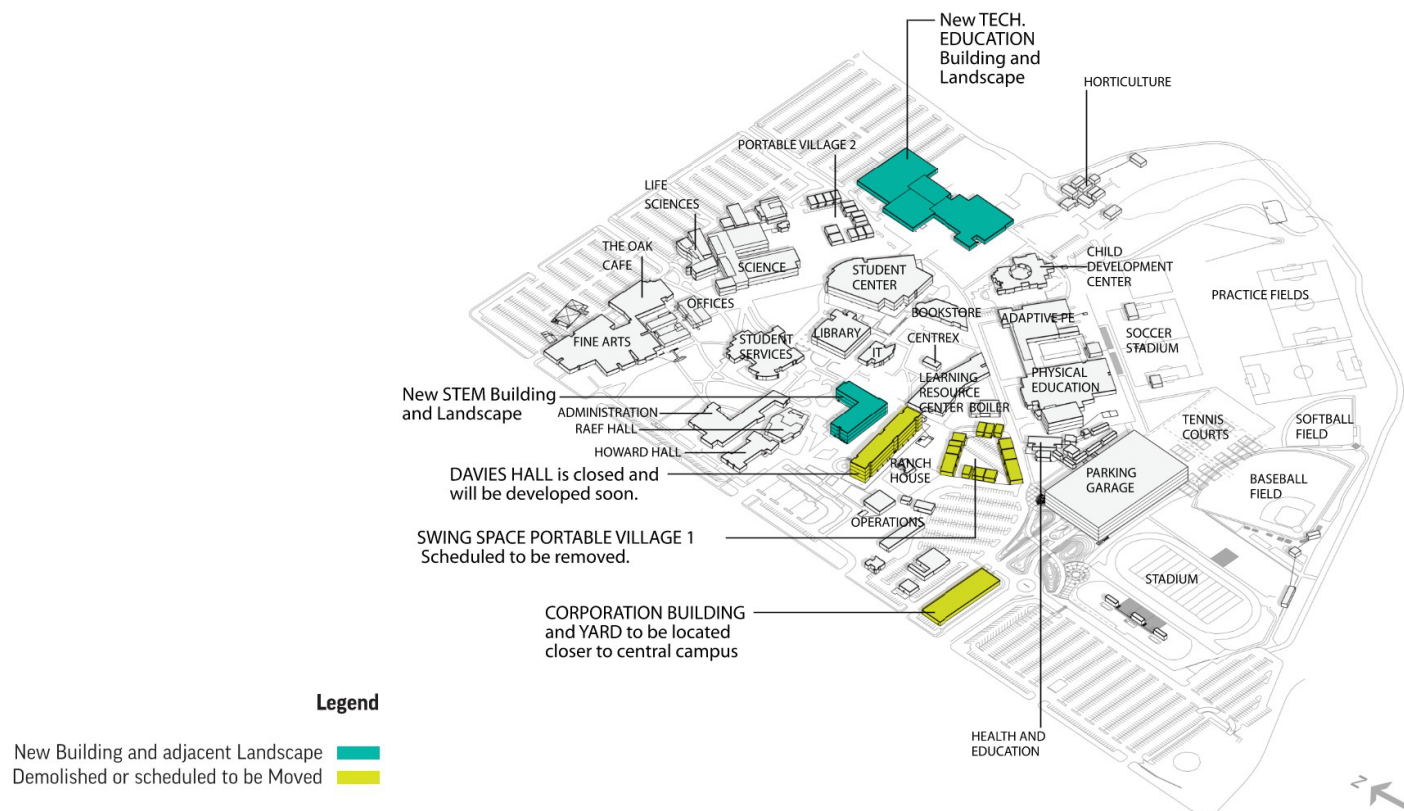 New TECH.
EDUCATION
Building and
Landscape
HORTICULTURE
PORTABLE VILLAGE 2
LIFE
SCIENCES
THE OAK
CAFE
SCIENCE
OFFICES
FINE ARTS
STUDENT
CENTER
CHILD
DEVELOPMENT
CENTER
PRACTICE FIELDS
BOOKSTORE
ADAPTIVE PE
LIBRARY
STUDENT
SERVICES
IT
CENTREX
SOCCER
STADIUM
PHYSICAL
EDUCATION
LEARNING
RESOURCE
CENTER
BOILER
New STEM Building
and Landscape
ADMINISTRATION
RAEF HALL
HOWARD HALL
TENNIS
COURTS
SOFTBALL
FIELD
DAVIES HALL is closed and
will be developed soon.
RANCH
HOUSE
PARKING
GARAGE
BASEBALL
FIELD
OPERATIONS
SWING SPACE PORTABLE VILLAGE 1
Scheduled to be removed.
STADIUM
CORPORATION BUILDING
and YARD to be located
closer to central campus
HEALTH AND
EDUCATION
Legend
New Building and adjacent Landscape
Demolished or scheduled to be Moved
N